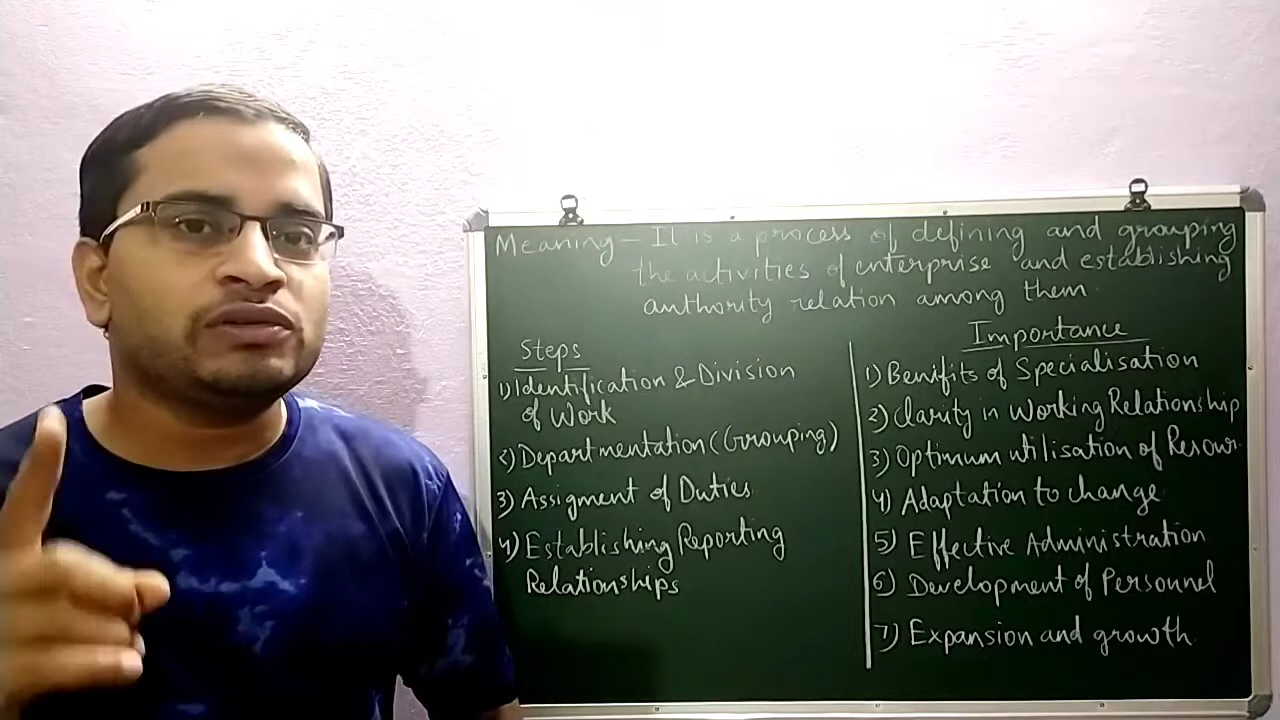 Meaning - It is a process of defining and grouping
the activities of enterprise and establishing
authority relation among them.
Steps
1) Identification & Division
of Work
2) Departmentation (Grouping)
3) Assigment of Duties
4) Establishing Reporting
Relationships
Importance
1) Benifits of Specialisation
2) Clarity in Working Relationship
3) Optimum utilisation of Resour
4) Adaptation to change
5) Effective Administration
6) Development of Personnel
7) Expansion and growth